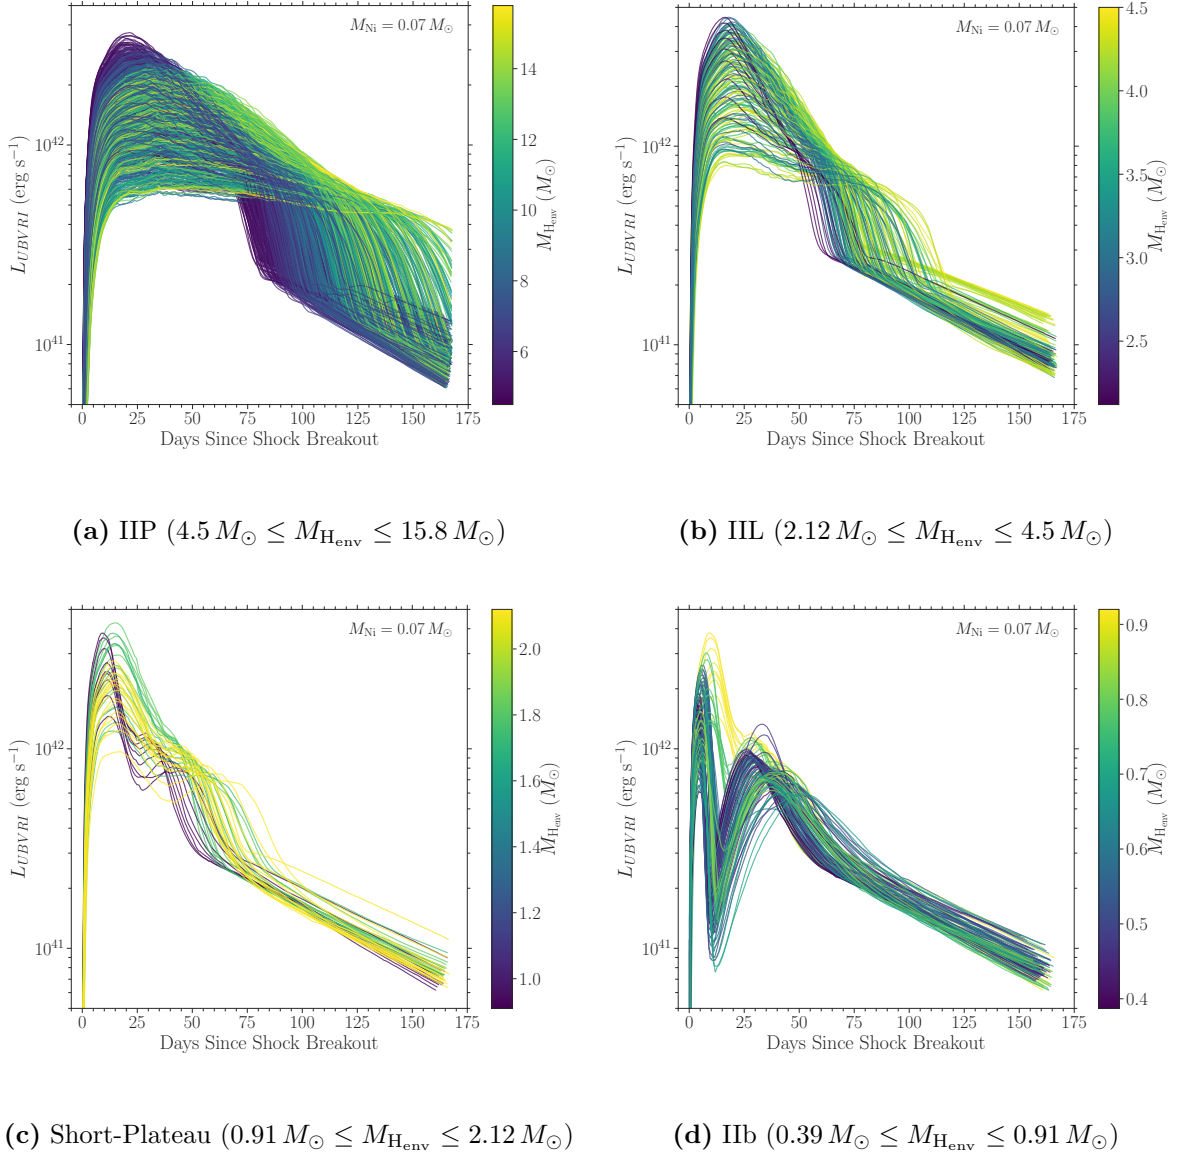 M_Ni = 0.07 M_⊙
L_UBVRI (erg s⁻¹)
10^42
10^41
0 25 50 75 100 125 150 175
Days Since Shock Breakout
14
12
10
8
6
M_Henv (M_⊙)
(a) IIP (4.5 M_⊙ ≤ M_Henv ≤ 15.8 M_⊙)
M_Ni = 0.07 M_⊙
L_UBVRI (erg s⁻¹)
10^42
10^41
0 25 50 75 100 125 150 175
Days Since Shock Breakout
4.5
4.0
3.5
3.0
2.5
M_Henv (M_⊙)
(b) IIL (2.12 M_⊙ ≤ M_Henv ≤ 4.5 M_⊙)
M_Ni = 0.07 M_⊙
L_UBVRI (erg s⁻¹)
10^42
10^41
0 25 50 75 100 125 150 175
Days Since Shock Breakout
2.0
1.8
1.6
1.4
1.2
1.0
M_Henv (M_⊙)
(c) Short-Plateau (0.91 M_⊙ ≤ M_Henv ≤ 2.12 M_⊙)
M_Ni = 0.07 M_⊙
L_UBVRI (erg s⁻¹)
10^42
10^41
0 25 50 75 100 125 150 175
Days Since Shock Breakout
0.9
0.8
0.7
0.6
0.5
0.4
M_Henv (M_⊙)
(d) IIb (0.39 M_⊙ ≤ M_Henv ≤ 0.91 M_⊙)